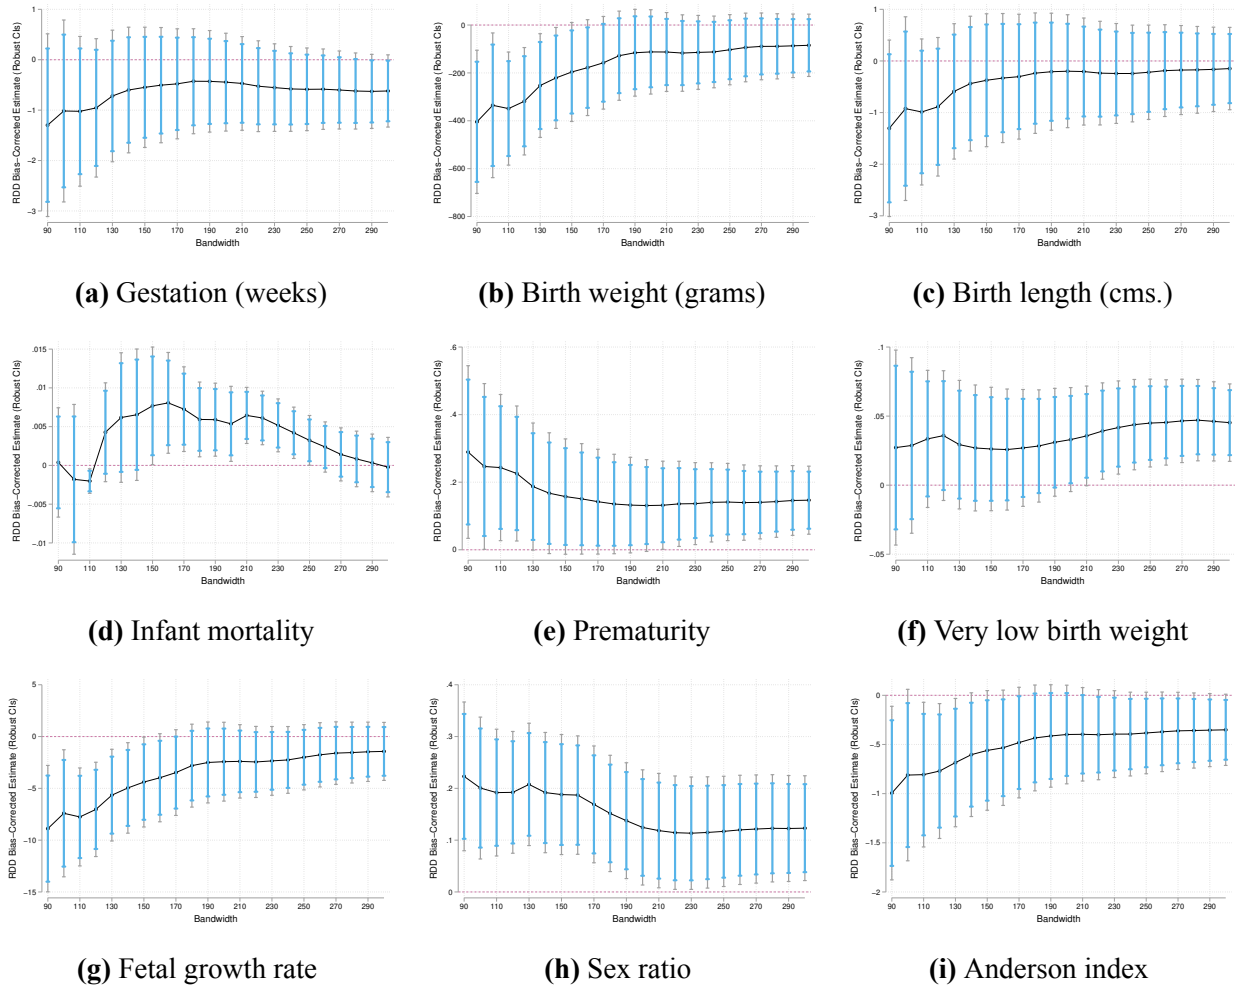 RDD Bias-Corrected Estimate (Robust CIs)
1
0
-1
-2
-3
90 110 130 150 170 190 210 230 250 270 290
Bandwidth
(a) Gestation (weeks)
RDD Bias-Corrected Estimate (Robust CIs)
0
-200
-400
-600
-800
90 110 130 150 170 190 210 230 250 270 290
Bandwidth
(b) Birth weight (grams)
RDD Bias-Corrected Estimate (Robust CIs)
1
0
-1
-2
-3
90 110 130 150 170 190 210 230 250 270 290
Bandwidth
(c) Birth length (cms.)
RDD Bias-Corrected Estimate (Robust CIs)
.015
.01
.005
0
-.005
-.01
90 110 130 150 170 190 210 230 250 270 290
Bandwidth
(d) Infant mortality
RDD Bias-Corrected Estimate (Robust CIs)
.6
.4
.2
0
90 110 130 150 170 190 210 230 250 270 290
Bandwidth
(e) Prematurity
RDD Bias-Corrected Estimate (Robust CIs)
.1
.05
0
-.05
90 110 130 150 170 190 210 230 250 270 290
Bandwidth
(f) Very low birth weight
RDD Bias-Corrected Estimate (Robust CIs)
5
0
-5
-10
-15
90 110 130 150 170 190 210 230 250 270 290
Bandwidth
(g) Fetal growth rate
RDD Bias-Corrected Estimate (Robust CIs)
.4
.3
.2
.1
0
90 110 130 150 170 190 210 230 250 270 290
Bandwidth
(h) Sex ratio
RDD Bias-Corrected Estimate (Robust CIs)
0
-.5
-1
-1.5
-2
90 110 130 150 170 190 210 230 250 270 290
Bandwidth
(i) Anderson index